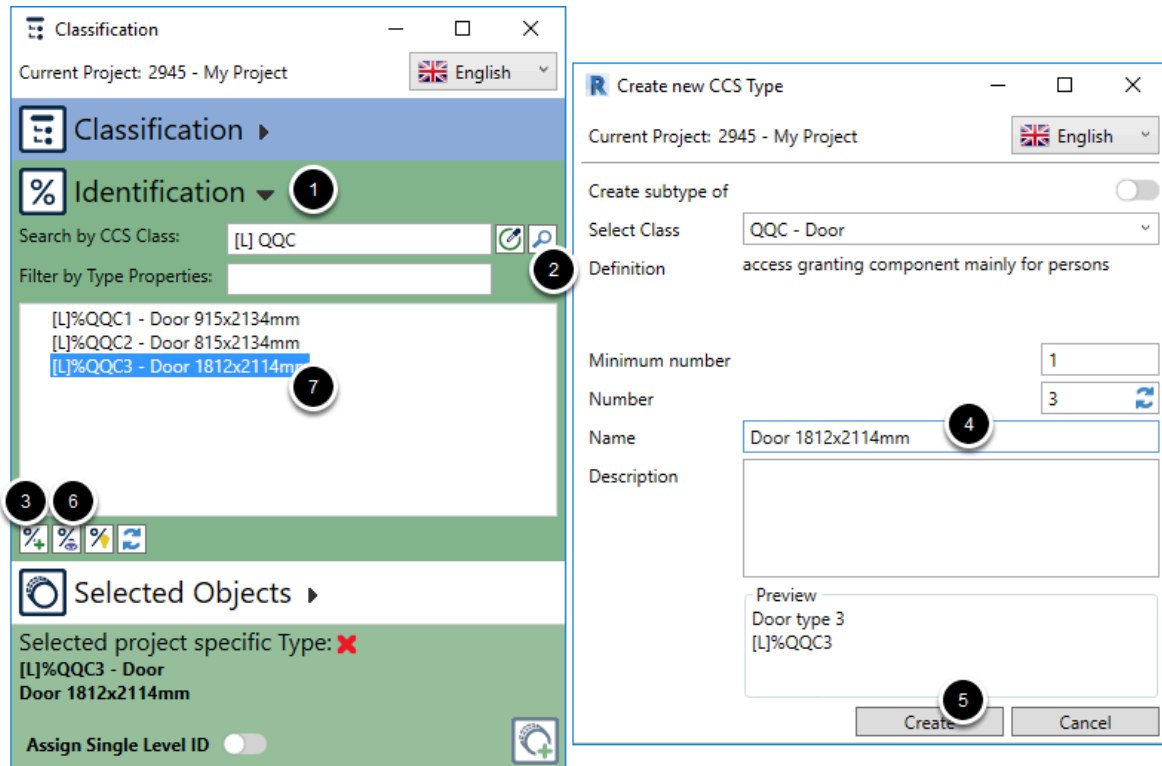 Classification
Current Project: 2945 - My Project
English
Classification
Identification
1
Search by CCS Class:
[L] QQC
2
Filter by Type Properties:
[L]%QQC1 - Door 915x2134mm
[L]%QQC2 - Door 815x2134mm
[L]%QQC3 - Door 1812x2114mm
7
3
6
Selected Objects
Selected project specific Type:
[L]%QQC3 - Door
Door 1812x2114mm
Assign Single Level ID
R Create new CCS Type
Current Project: 2945 - My Project
English
Create subtype of
Select Class
QQC - Door
Definition
access granting component mainly for persons
Minimum number
1
Number
3
4
Name
Door 1812x2114mm
Description
Preview
Door type 3
[L]%QQC3
5
Create
Cancel